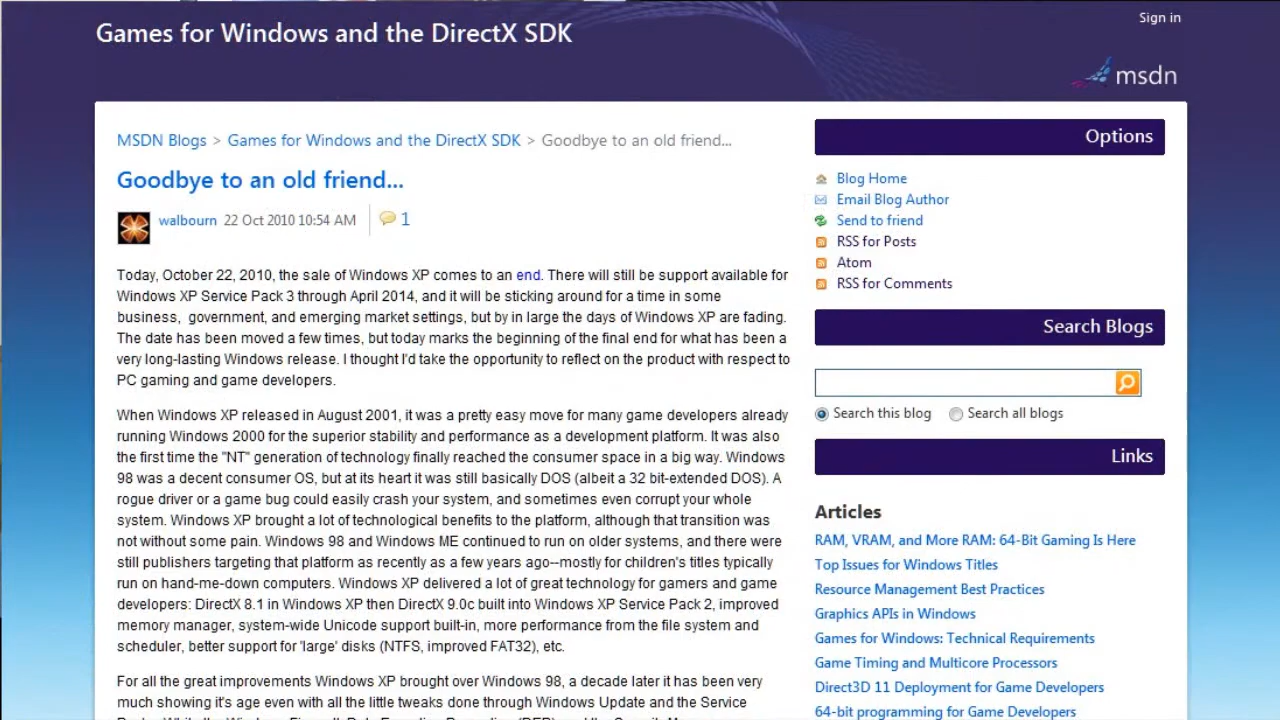 Sign in
Games for Windows and the DirectX SDK
msdn
MSDN Blogs > Games for Windows and the DirectX SDK > Goodbye to an old friend...
Goodbye to an old friend...
walbourn 22 Oct 2010 10:54 AM 1
Today, October 22, 2010, the sale of Windows XP comes to an end. There will still be support available for
Windows XP Service Pack 3 through April 2014, and it will be sticking around for a time in some
business, government, and emerging market settings, but by in large the days of Windows XP are fading.
The date has been moved a few times, but today marks the beginning of the final end for what has been a
very long-lasting Windows release. I thought I'd take the opportunity to reflect on the product with respect to
PC gaming and game developers.
When Windows XP released in August 2001, it was a pretty easy move for many game developers already
running Windows 2000 for the superior stability and performance as a development platform. It was also
the first time the "NT" generation of technology finally reached the consumer space in a big way. Windows
98 was a decent consumer OS, but at its heart it was still basically DOS (albeit a 32 bit-extended DOS). A
rogue driver or a game bug could easily crash your system, and sometimes even corrupt your whole
system. Windows XP brought a lot of technological benefits to the platform, although that transition was
not without some pain. Windows 98 and Windows ME continued to run on older systems, and there were
still publishers targeting that platform as recently as a few years ago--mostly for children's titles typically
run on hand-me-down computers. Windows XP delivered a lot of great technology for gamers and game
developers: DirectX 8.1 in Windows XP then DirectX 9.0c built into Windows XP Service Pack 2, improved
memory manager, system-wide Unicode support built-in, more performance from the file system and
scheduler, better support for 'large' disks (NTFS, improved FAT32), etc.
For all the great improvements Windows XP brought over Windows 98, a decade later it has been very
much showing it's age even with all the little tweaks done through Windows Update and the Service
Options
Blog Home
Email Blog Author
Send to friend
RSS for Posts
Atom
RSS for Comments
Search Blogs
Search this blog Search all blogs
Links
Articles
RAM, VRAM, and More RAM: 64-Bit Gaming Is Here
Top Issues for Windows Titles
Resource Management Best Practices
Graphics APIs in Windows
Games for Windows: Technical Requirements
Game Timing and Multicore Processors
Direct3D 11 Deployment for Game Developers
64-bit programming for Game Developers